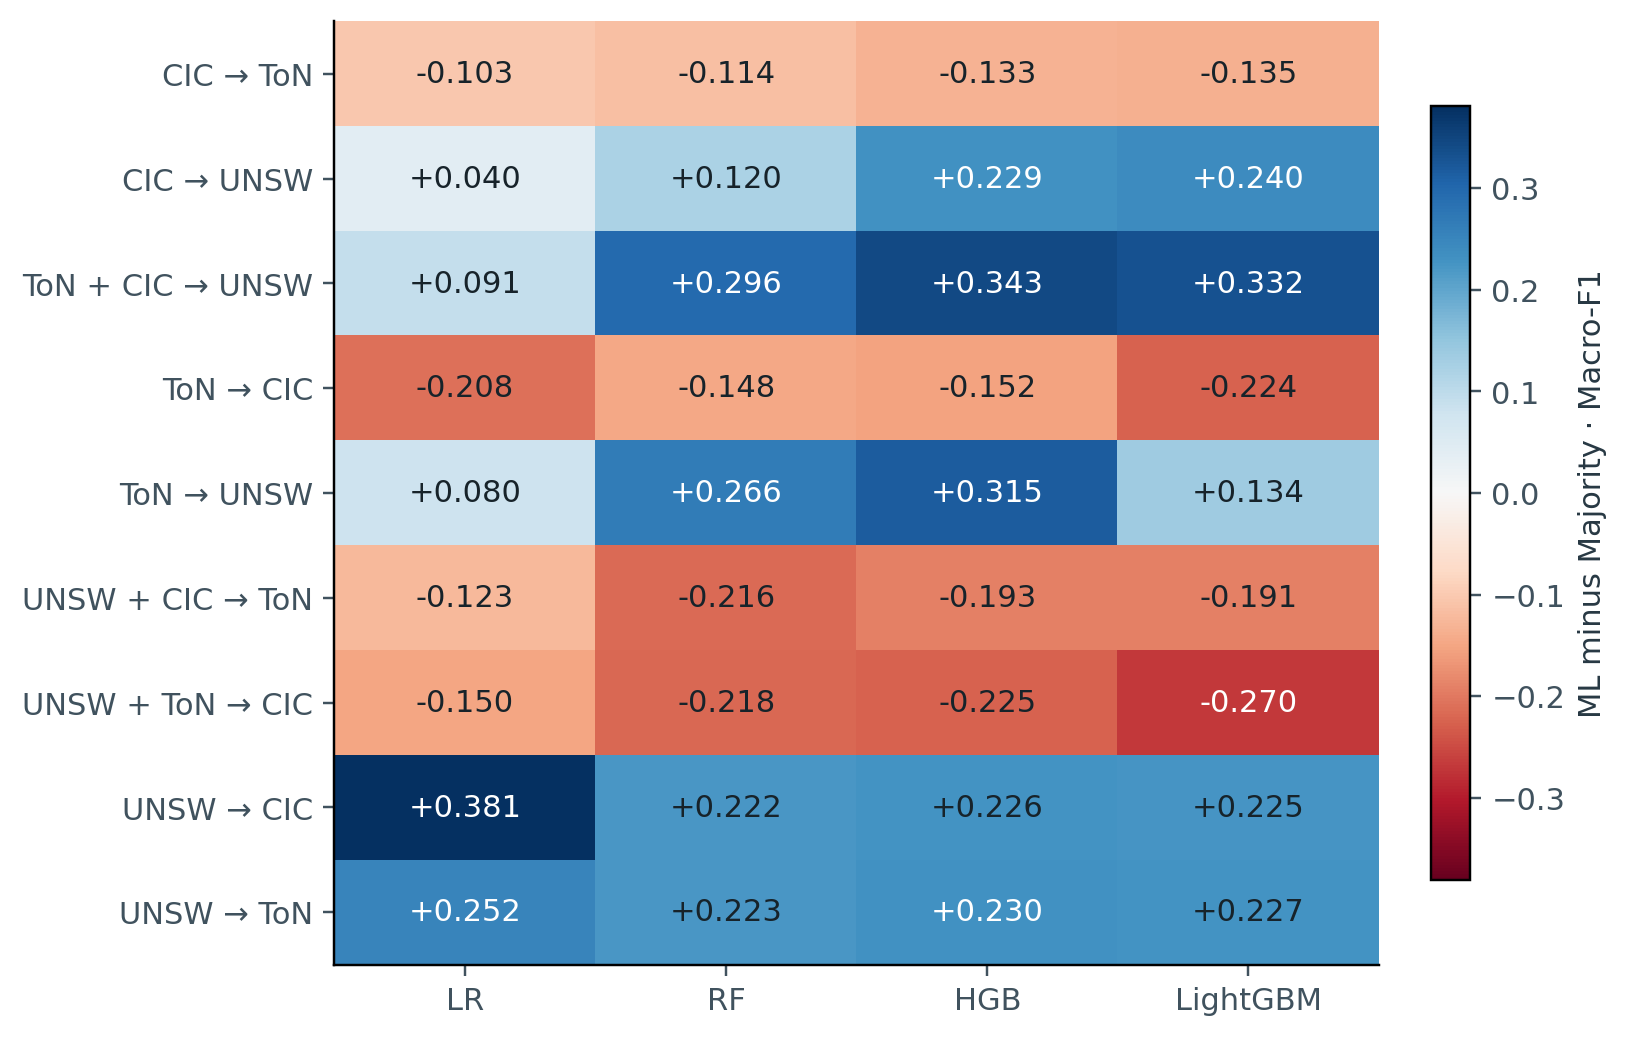 CIC → ToN -0.103 -0.114 -0.133 -0.135
CIC → UNSW +0.040 +0.120 +0.229 +0.240
ToN + CIC → UNSW +0.091 +0.296 +0.343 +0.332
ToN → CIC -0.208 -0.148 -0.152 -0.224
ToN → UNSW +0.080 +0.266 +0.315 +0.134
UNSW + CIC → ToN -0.123 -0.216 -0.193 -0.191
UNSW + ToN → CIC -0.150 -0.218 -0.225 -0.270
UNSW → CIC +0.381 +0.222 +0.226 +0.225
UNSW → ToN +0.252 +0.223 +0.230 +0.227
LR RF HGB LightGBM
0.3
0.2
0.1
0.0
−0.1
−0.2
−0.3
ML minus Majority · Macro-F1